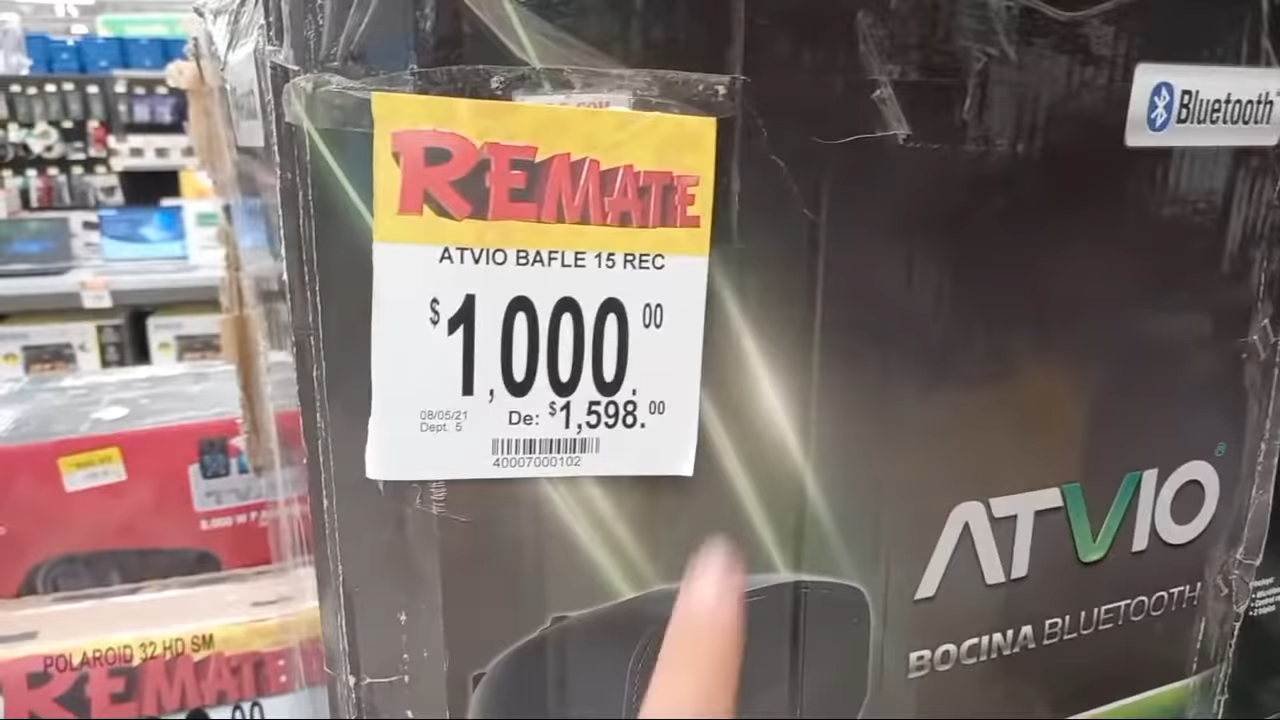 REMATE
ATVIO BAFLE 15 REC
$1,000.00
08/05/21
Dept. 5
De: $1,598.00
40007000102
Bluetooth
ATVIO
BOCINA BLUETOOTH
POLAROID 32 HD SM
REMATE